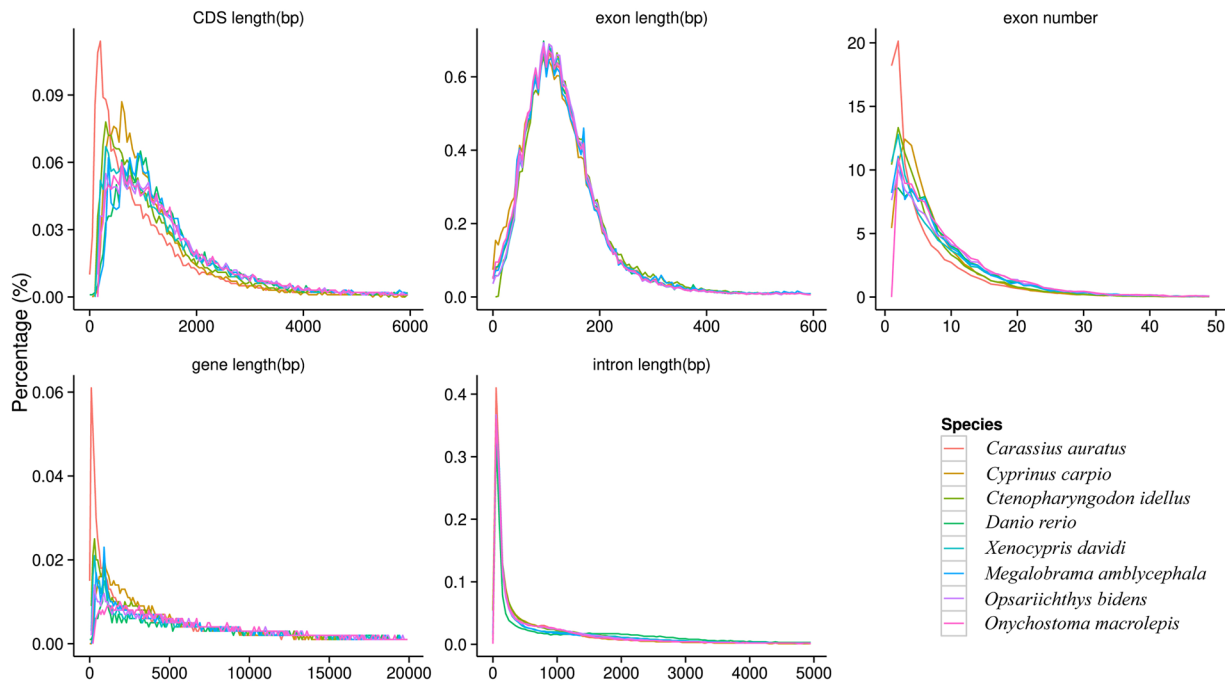 CDS length(bp)
exon length(bp)
exon number
0.09
0.06
0.03
0.00
0 2000 4000 6000
0.6
0.4
0.2
0.0
0 200 400 600
20
15
10
5
0
0 10 20 30 40 50
Percentage (%)
gene length(bp)
intron length(bp)
0.06
0.04
0.02
0.00
0 5000 10000 15000 20000
0.4
0.3
0.2
0.1
0.0
0 1000 2000 3000 4000 5000
Species
Carassius auratus
Cyprinus carpio
Ctenopharyngodon idellus
Danio rerio
Xenocypris davidi
Megalobrama amblycephala
Opsariichthys bidens
Onychostoma macrolepis